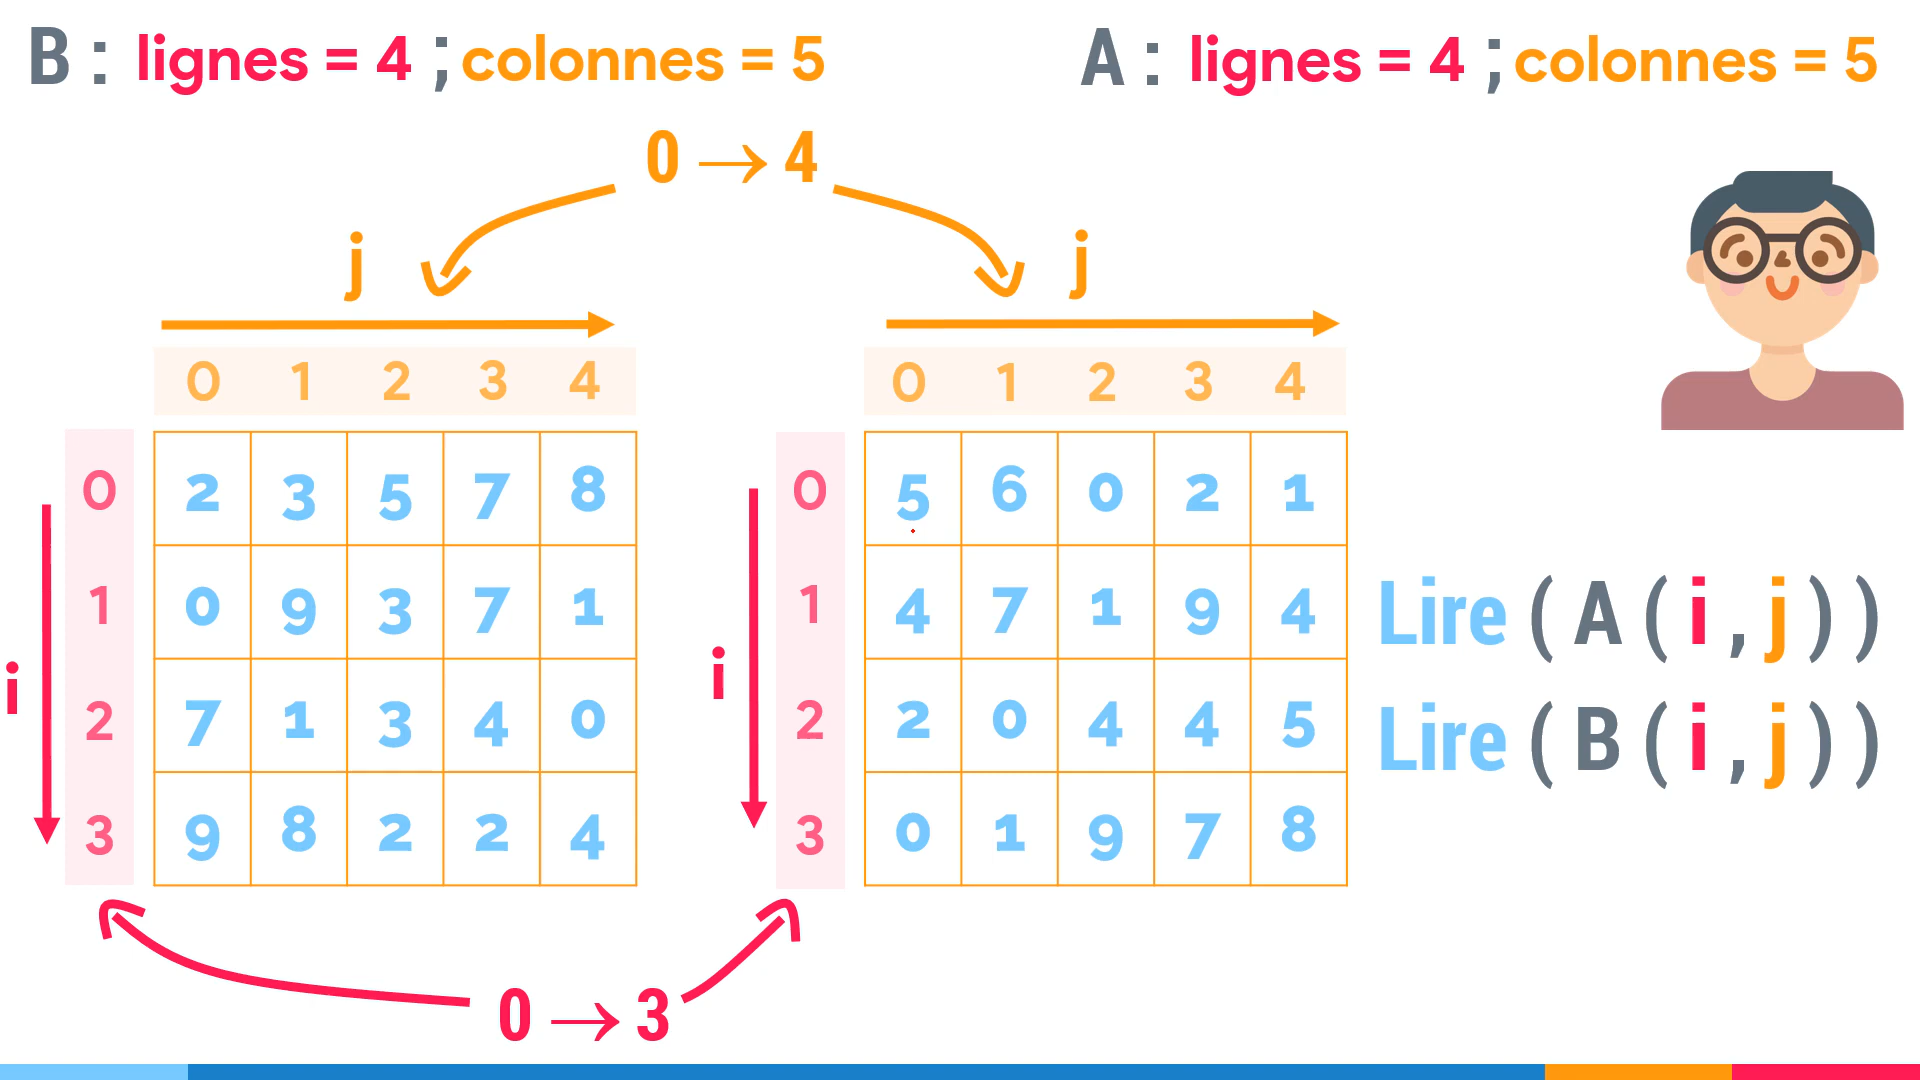 B : lignes = 4 ; colonnes = 5
A : lignes = 4 ; colonnes = 5
0 → 4
j
j
0 1 2 3 4
0 1 2 3 4
i
0 2 3 5 7 8
1 0 9 3 7 1
2 7 1 3 4 0
3 9 8 2 2 4
i
0 5 6 0 2 1
1 4 7 1 9 4
2 2 0 4 4 5
3 0 1 9 7 8
Lire(A(i,j))
Lire(B(i,j))
0 → 3